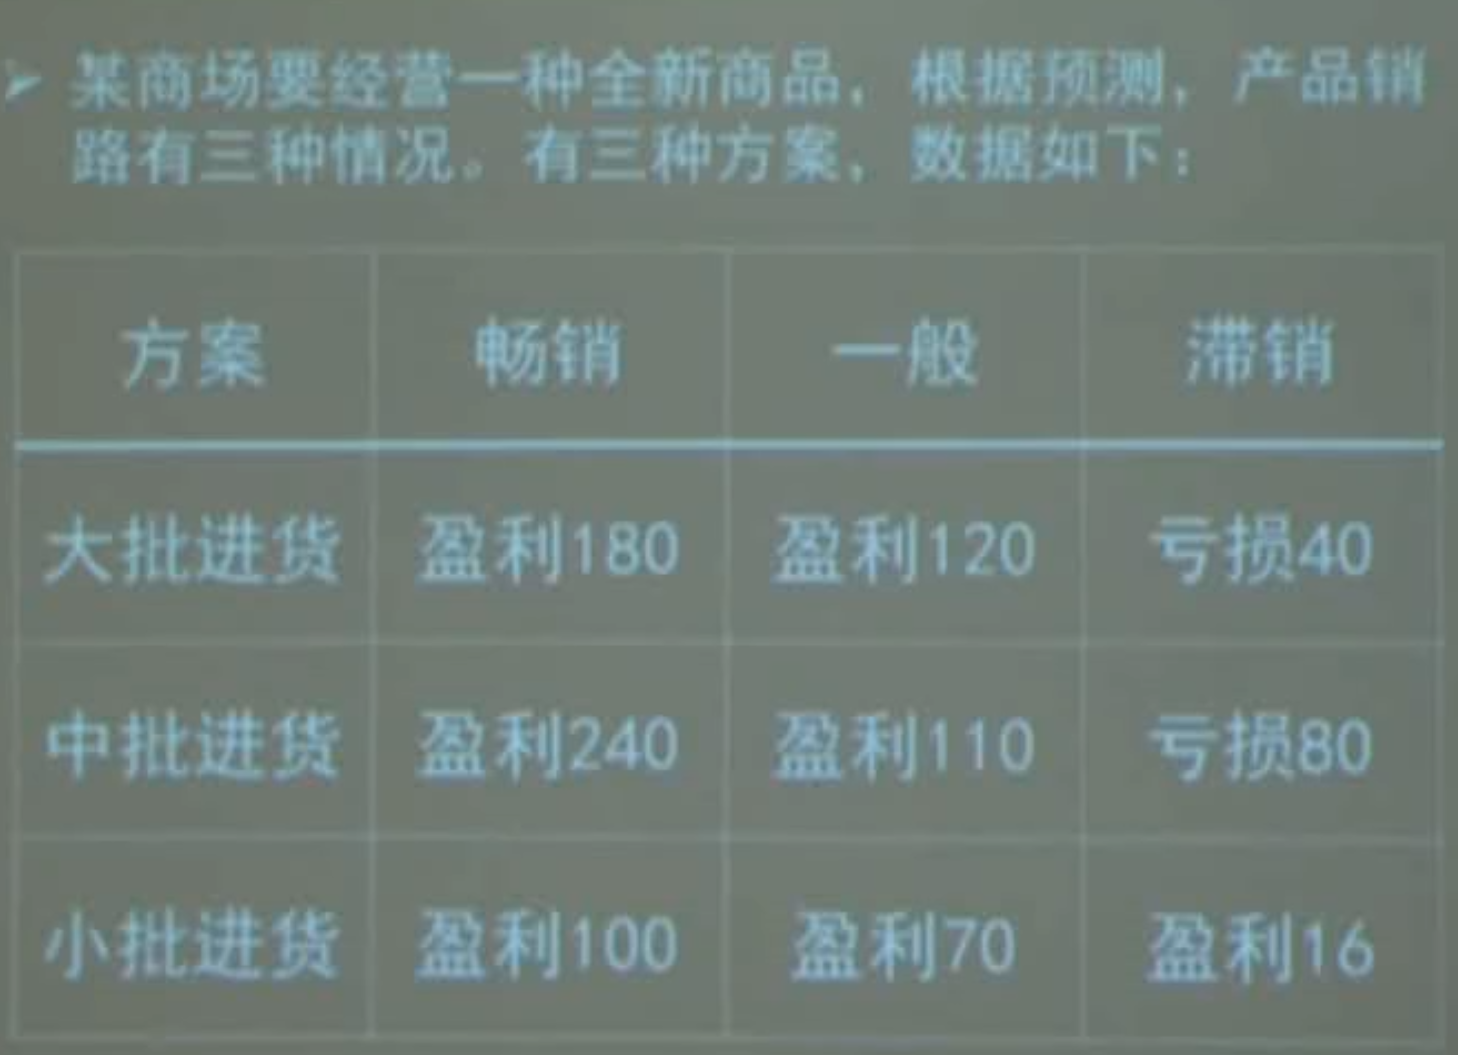 ➢ 某商场要经营一种全新商品，根据预测，产品销
路有三种情况。有三种方案，数据如下：
方案 畅销 一般 滞销
大批进货 盈利180 盈利120 亏损40
中批进货 盈利240 盈利110 亏损80
小批进货 盈利100 盈利70 盈利16